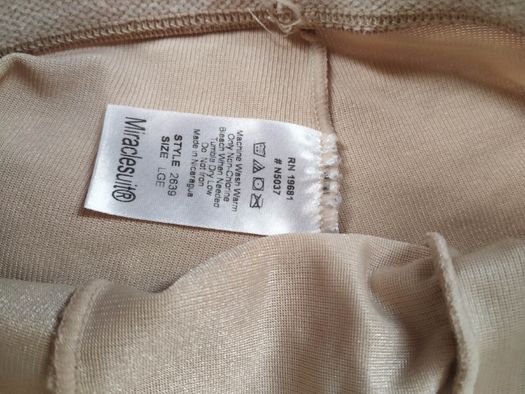 RN 19681
# N5037
Machine Wash Warm
Only Non-Chlorine
Beach When Needed
Tumble Dry Low
Do Not Iron
Made in Nicaragua
STYLE 2639
SIZE LGE
Miraclesuit®